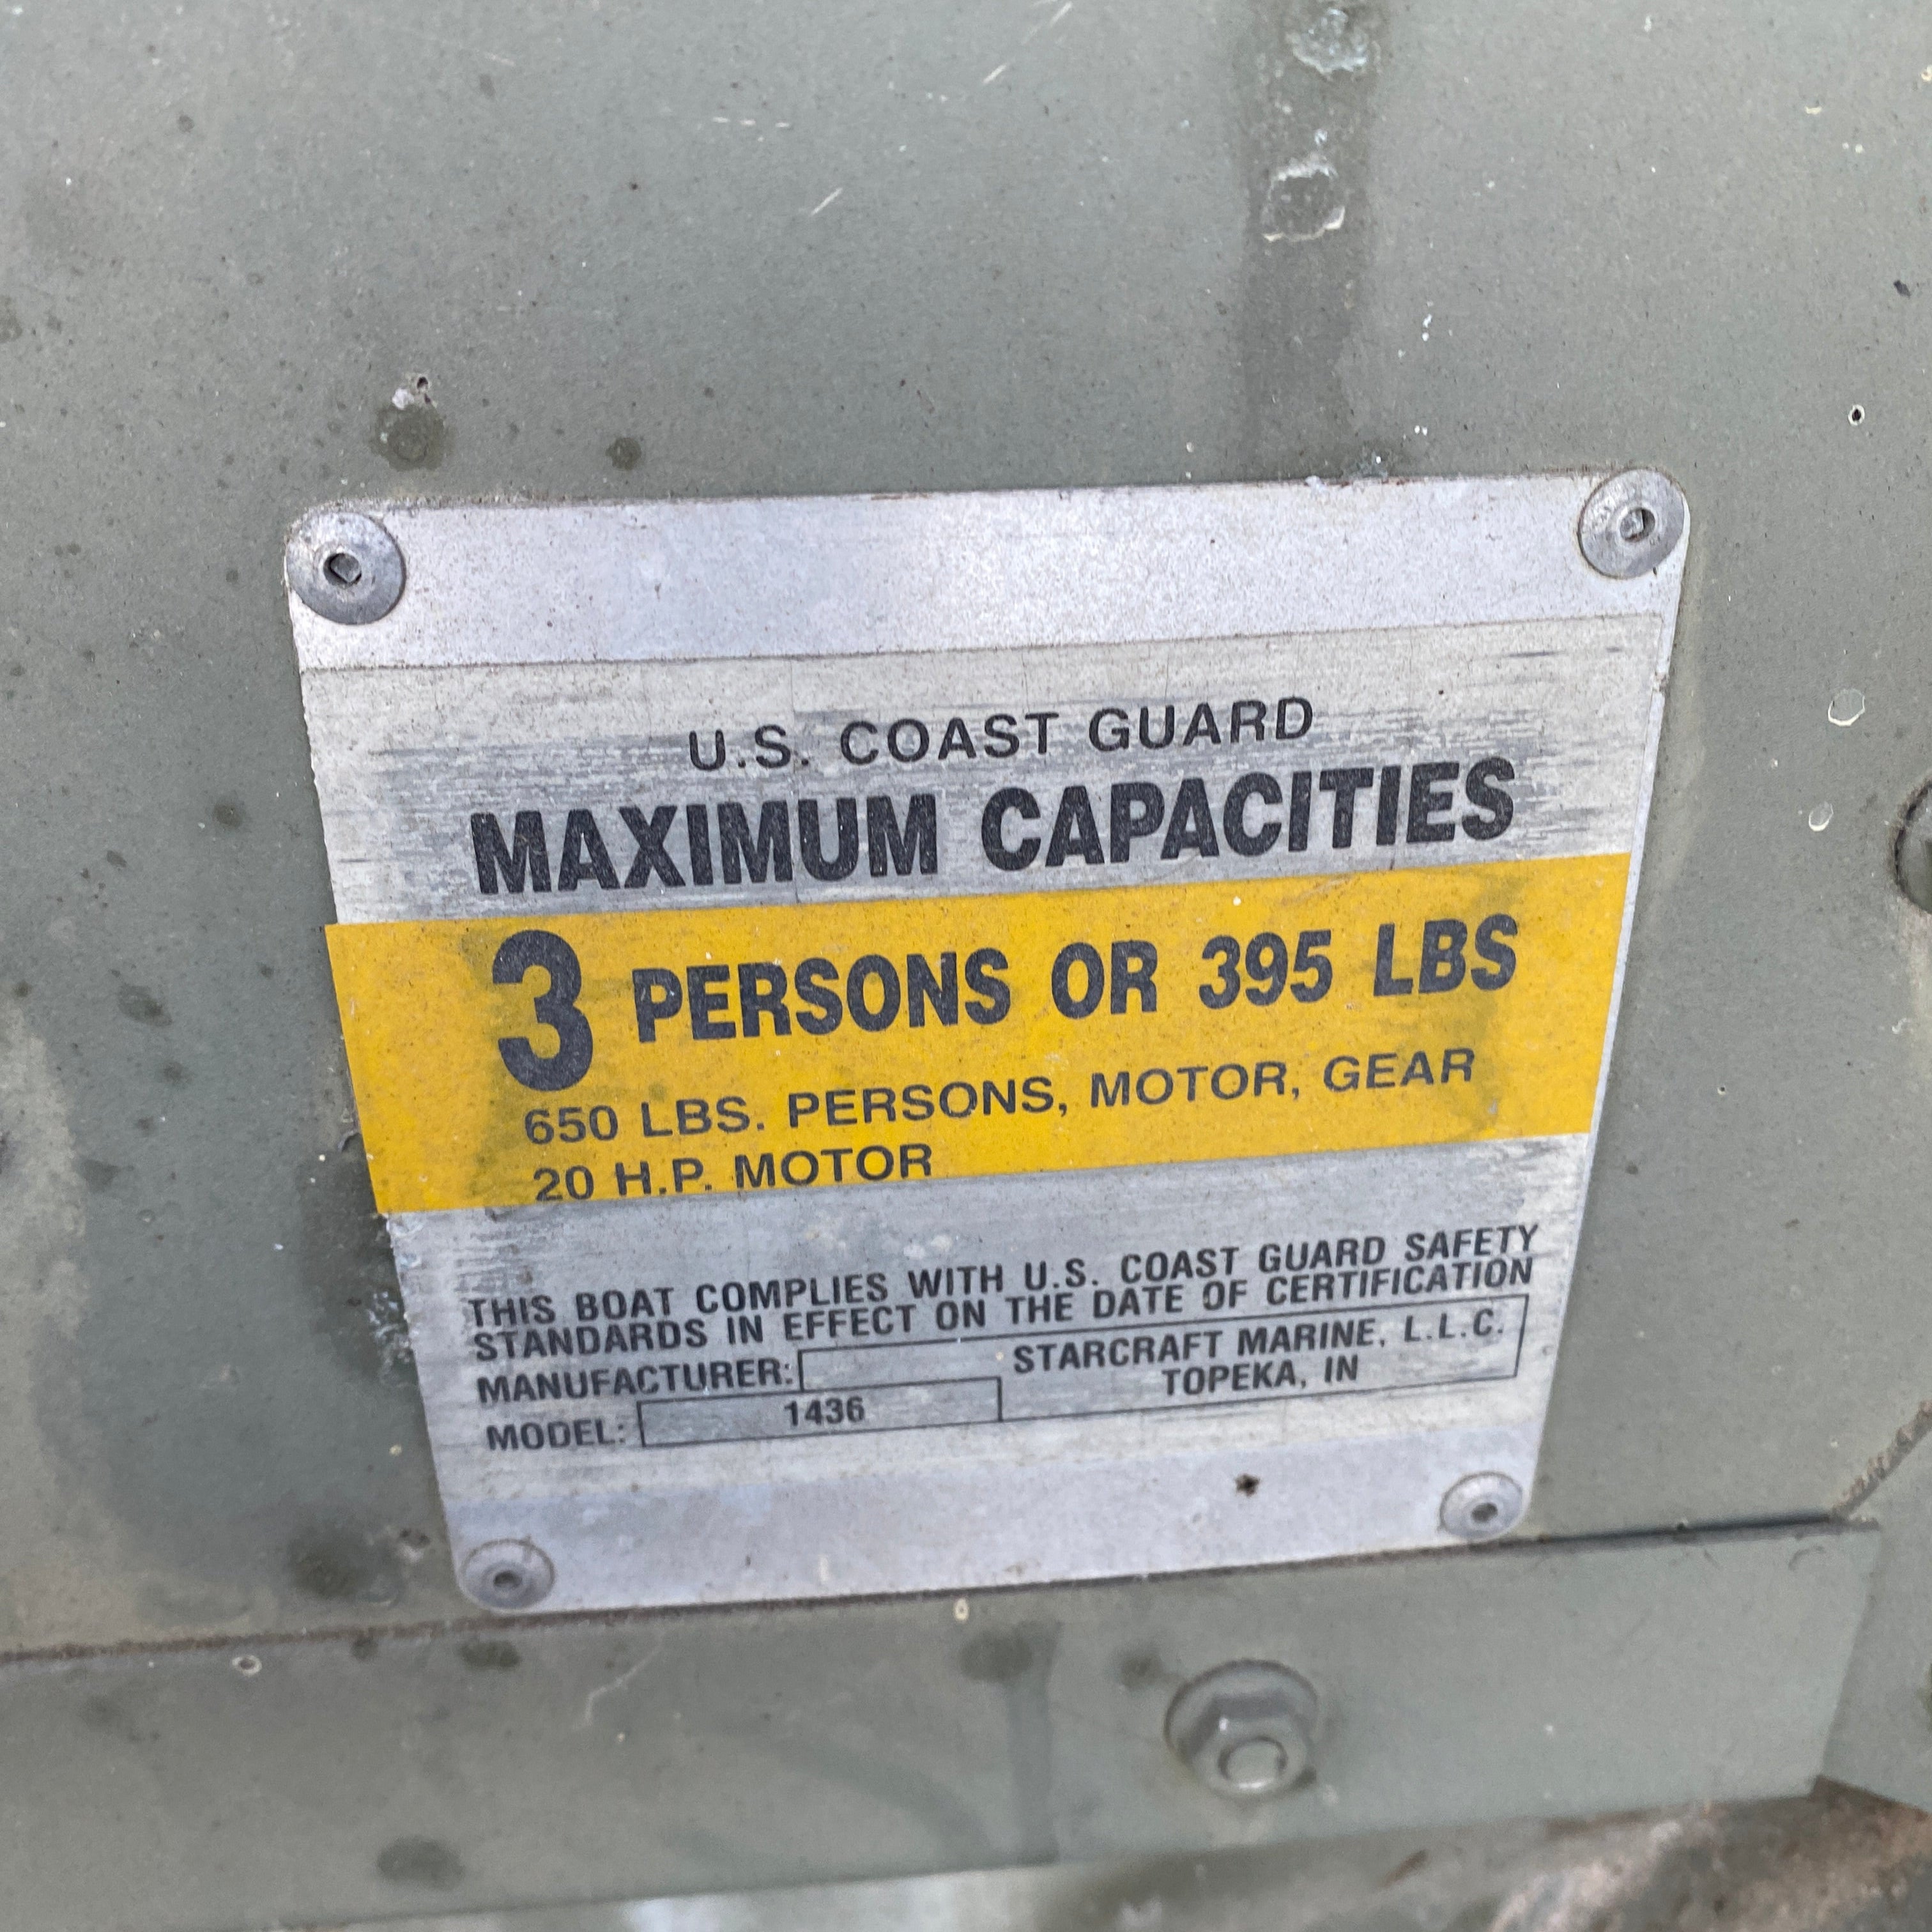 U.S. COAST GUARD
MAXIMUM CAPACITIES
3 PERSONS OR 395 LBS
650 LBS. PERSONS, MOTOR, GEAR
20 H.P. MOTOR
THIS BOAT COMPLIES WITH U.S. COAST GUARD SAFETY
STANDARDS IN EFFECT ON THE DATE OF CERTIFICATION
MANUFACTURER: STARCRAFT MARINE, L.L.C.
TOPEKA, IN
MODEL: 1436